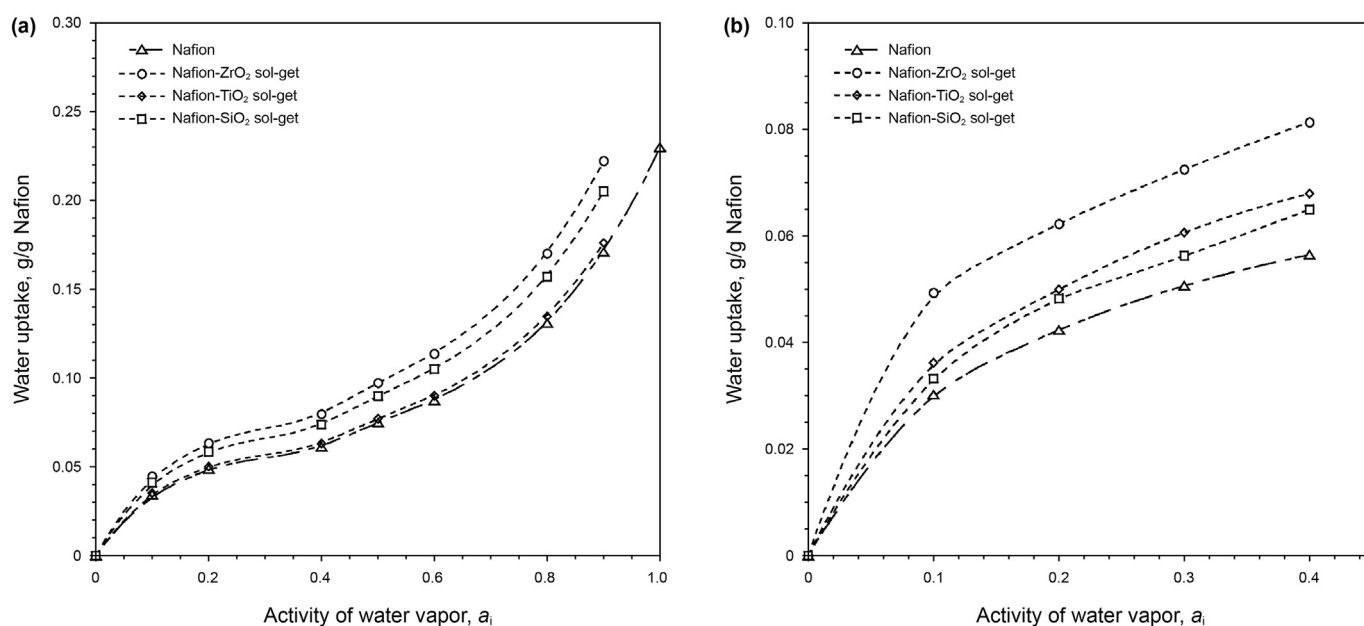 (a)
0.30
0.25
0.20
0.15
0.10
0.05
0
Water uptake, g/g Nafion
Nafion
Nafion-ZrO₂ sol-get
Nafion-TiO₂ sol-get
Nafion-SiO₂ sol-get
0 0.2 0.4 0.6 0.8 1.0
Activity of water vapor, aᵢ
(b)
0.10
0.08
0.06
0.04
0.02
0
Water uptake, g/g Nafion
Nafion
Nafion-ZrO₂ sol-get
Nafion-TiO₂ sol-get
Nafion-SiO₂ sol-get
0 0.1 0.2 0.3 0.4
Activity of water vapor, aᵢ